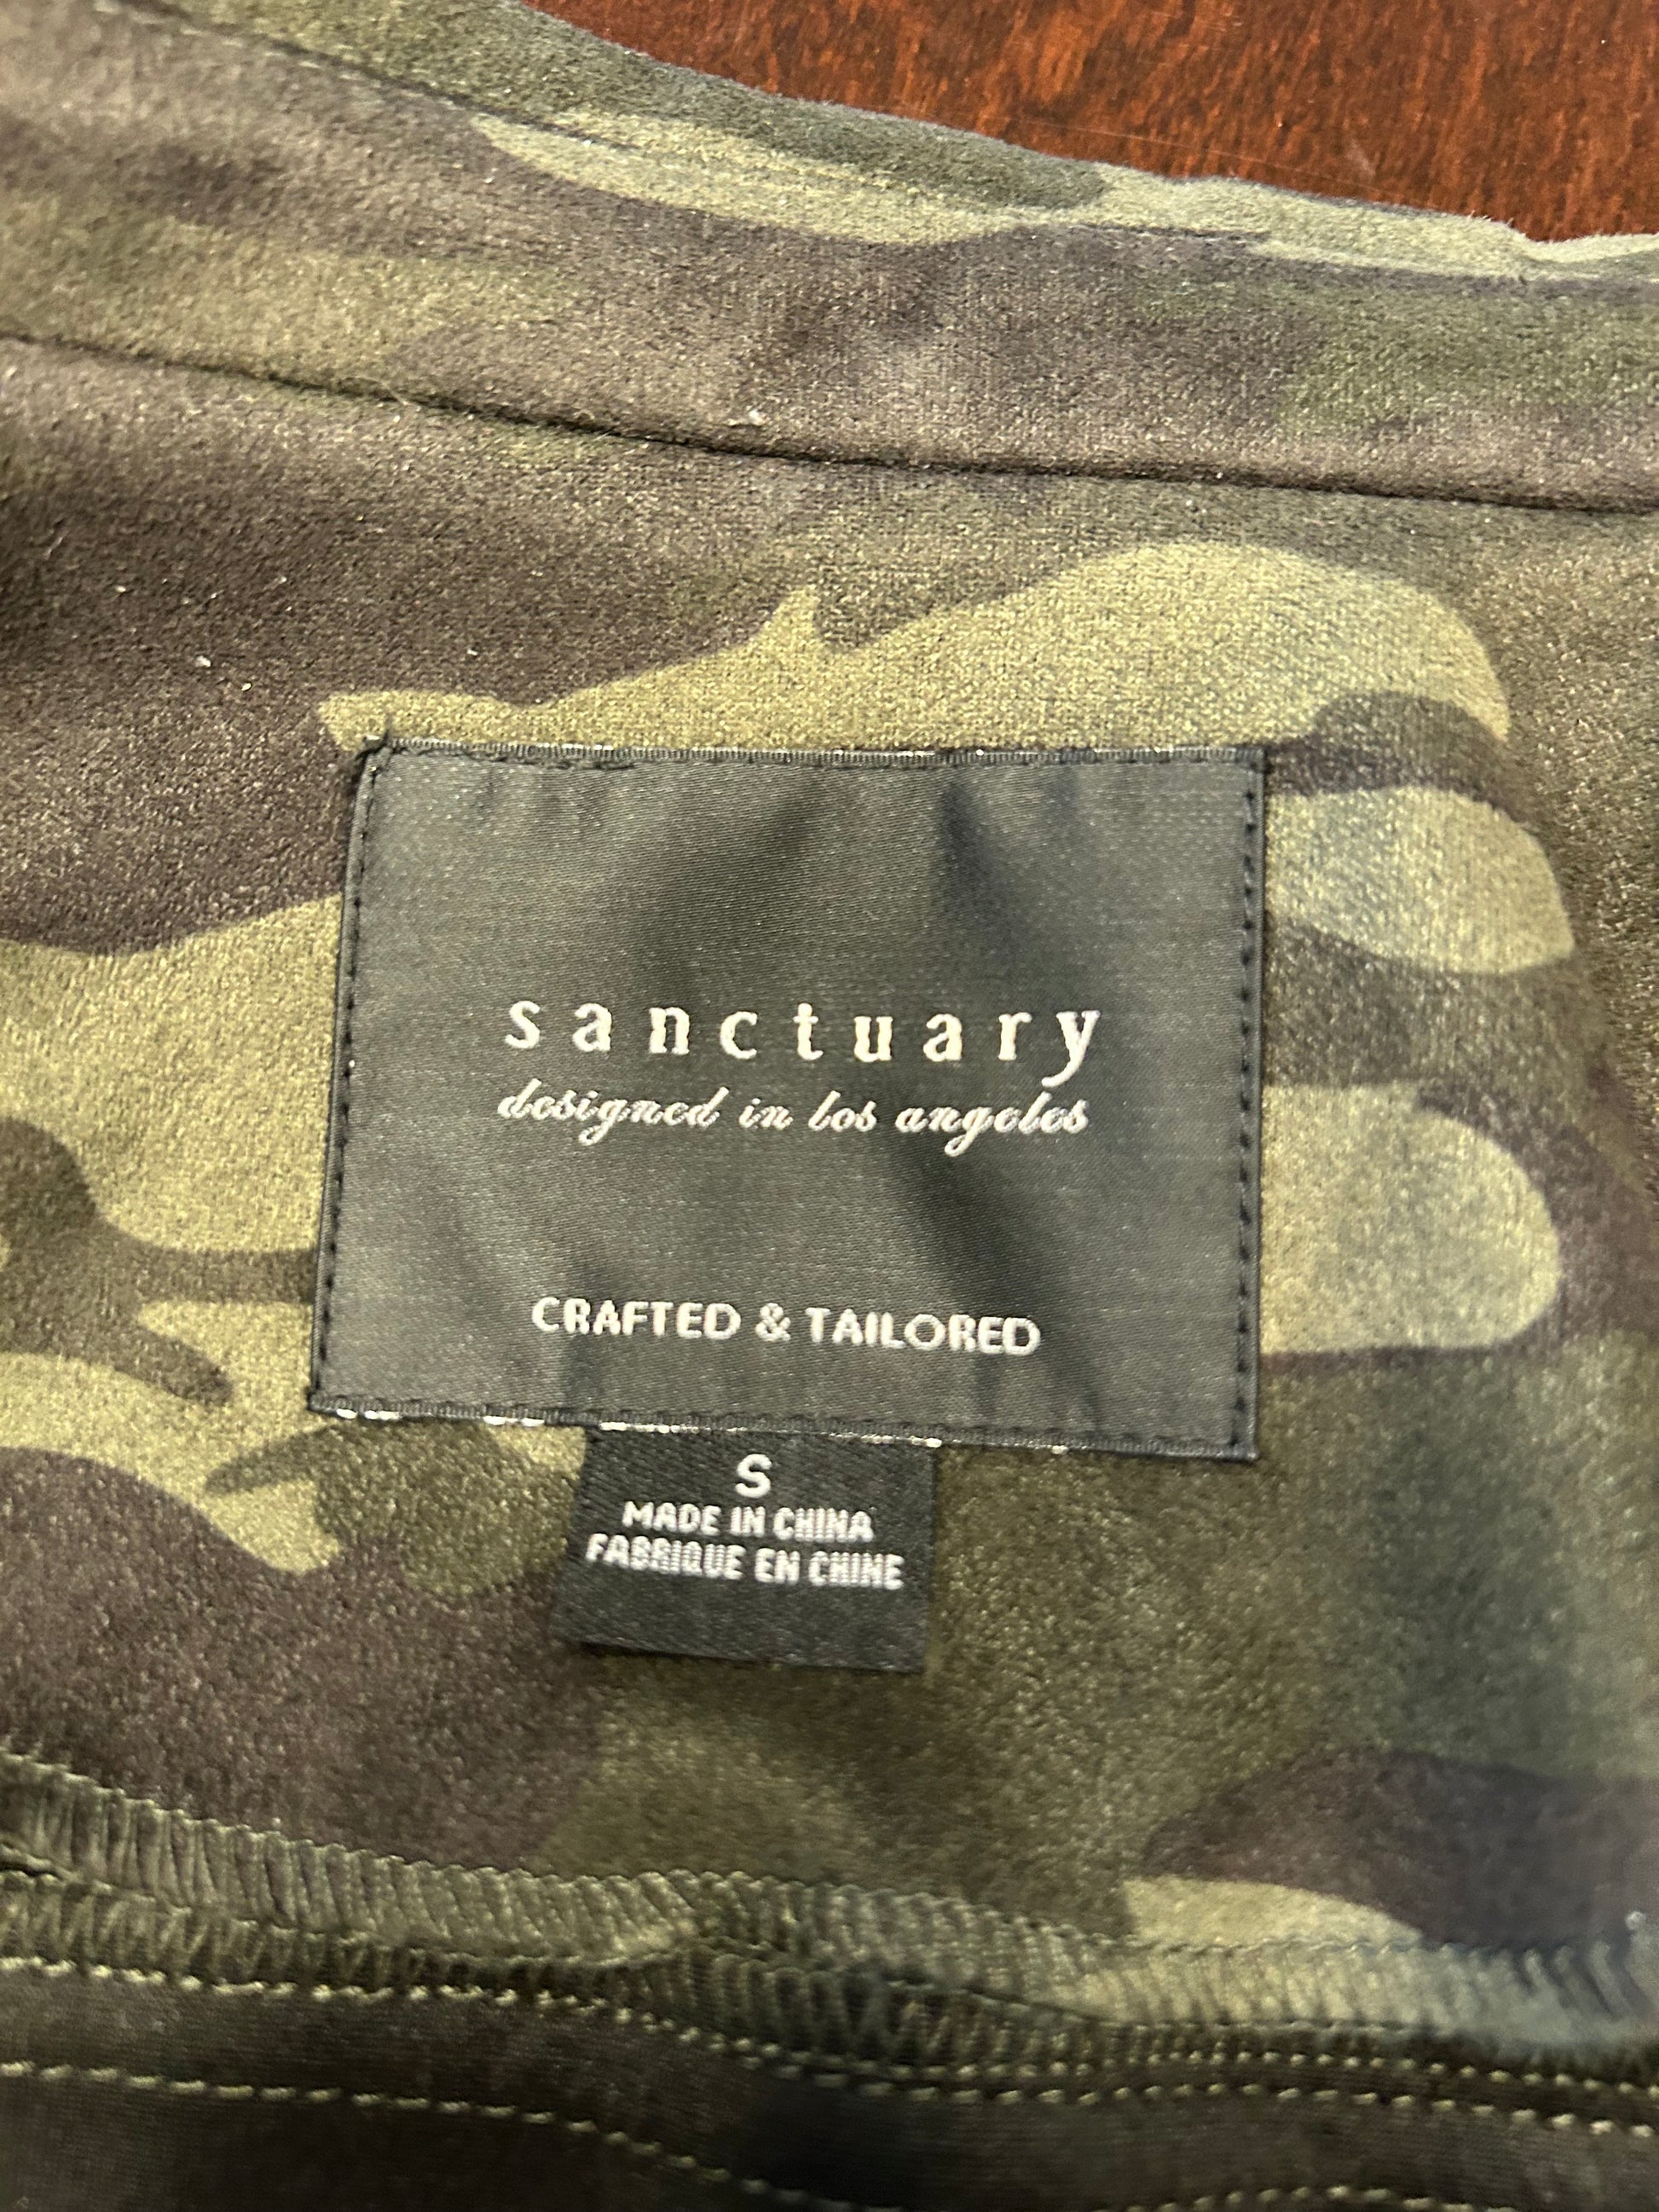 sanctuary
designed in los angeles
CRAFTED & TAILORED
S
MADE IN CHINA
FABRIQUE EN CHINE